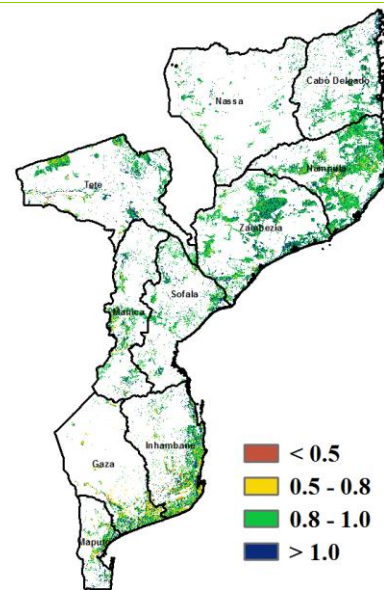 Cabo Delgado
Nassa
Nampula
Tete
Zambezia
Sofala
Manica
Inhambane
Gaza
Maputo
< 0.5
0.5 - 0.8
0.8 - 1.0
> 1.0